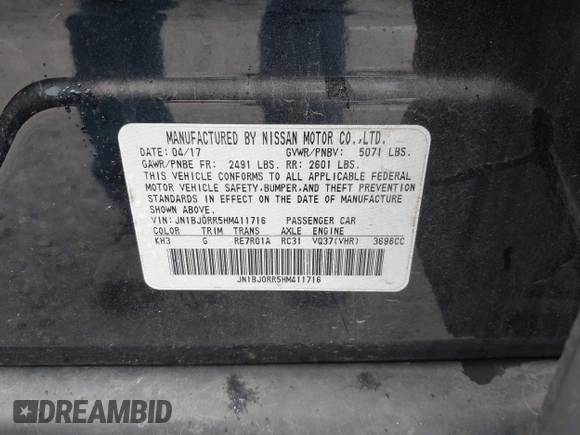 MANUFACTURED BY NISSAN MOTOR CO.,LTD.
DATE: 04/17 GVWR/PNBV: 5071 LBS.
GAWR/PNBE FR: 2491 LBS. RR: 2601 LBS.
THIS VEHICLE CONFORMS TO ALL APPLICABLE FEDERAL
MOTOR VEHICLE SAFETY,BUMPER,AND THEFT PREVENTION
STANDARDS IN EFFECT ON THE DATE OF MANUFACTURE
SHOWN ABOVE.
VIN: JN1BJ0RR5HM411716 PASSENGER CAR
COLOR TRIM TRANS AXLE ENGINE
KH3 G RE7R01A RC31 VQ37(VHR) 3696CC
JN1BJ0RR5HM411716
DREAMBID